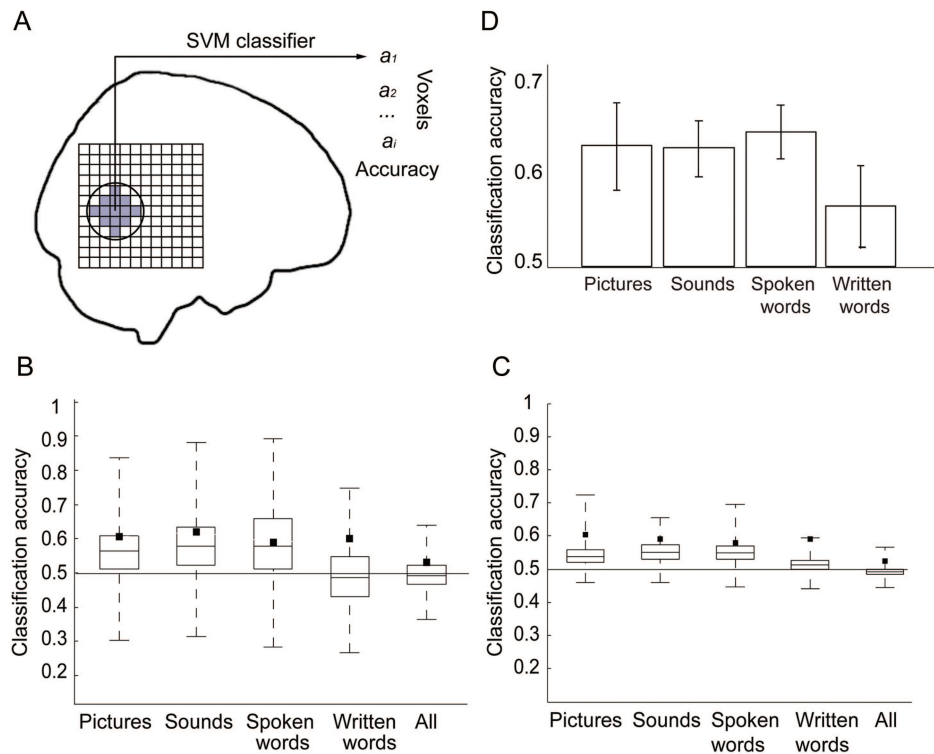 A
SVM classifier
a1
a2
...
ai
Voxels
Accuracy
D
Classification accuracy
0.7
0.6
0.5
Pictures
Sounds
Spoken
words
Written
words
B
Classification accuracy
1
0.9
0.8
0.7
0.6
0.5
0.4
0.3
0.2
Pictures
Sounds
Spoken
words
Written
words
All
C
Classification accuracy
1
0.9
0.8
0.7
0.6
0.5
0.4
0.3
0.2
Pictures
Sounds
Spoken
words
Written
words
All